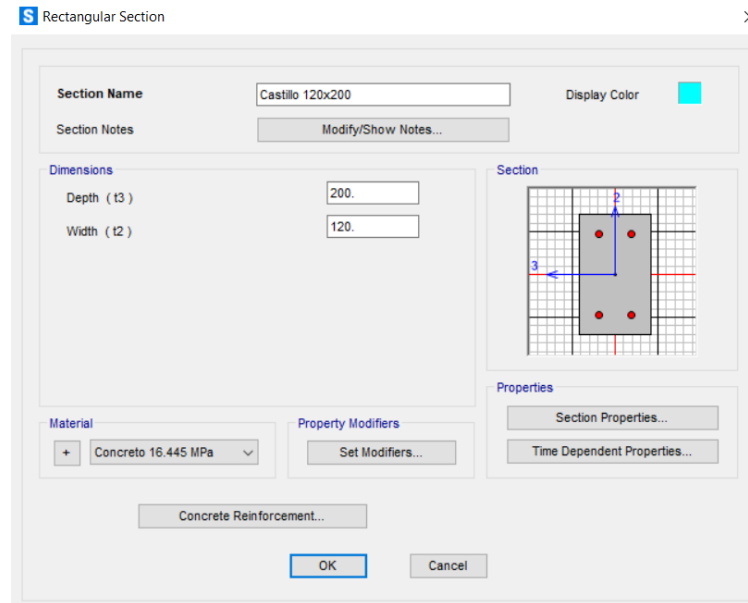 S Rectangular Section
Section Name Castillo 120x200 Display Color
Section Notes Modify/Show Notes...
Dimensions
Depth ( t3 ) 200.
Width ( t2 ) 120.
Section
2
3
Properties
Section Properties...
Time Dependent Properties...
Material
+ Concreto 16.445 MPa
Property Modifiers
Set Modifiers...
Concrete Reinforcement...
OK Cancel